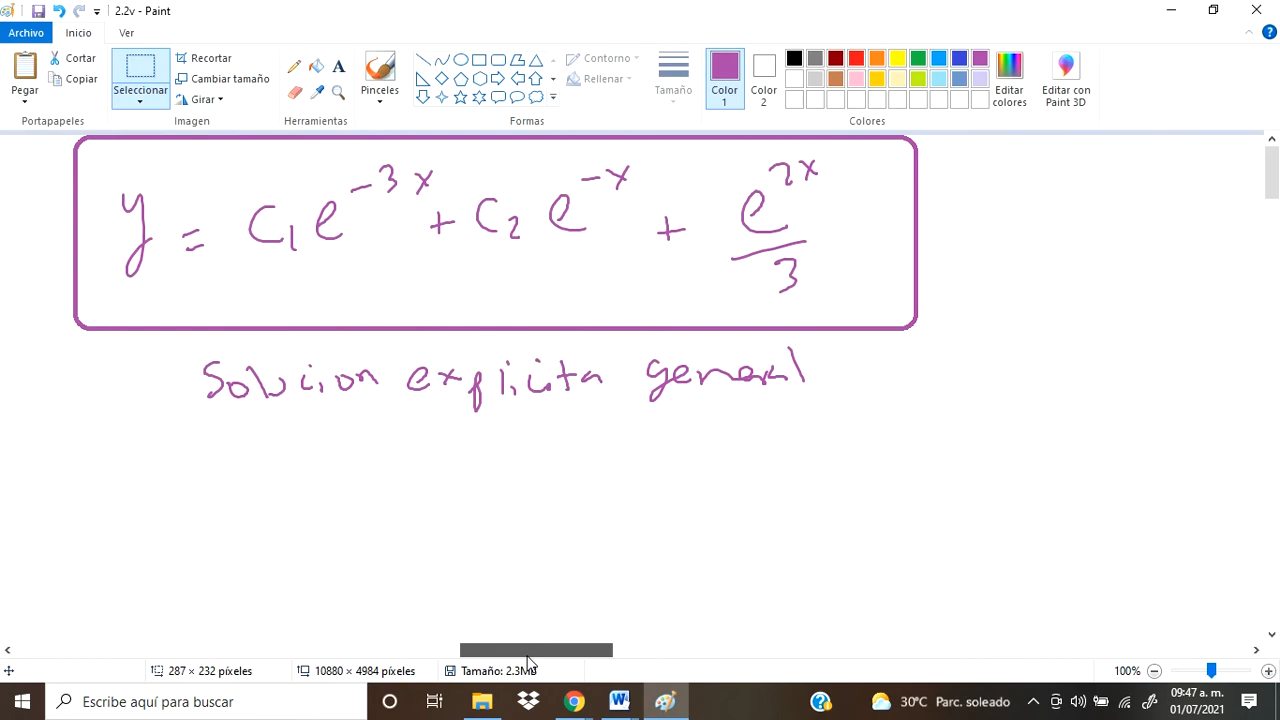 2.2v - Paint
Archivo Inicio Ver
Pegar
Cortar
Copiar
Portapapeles
Seleccionar
Recortar
Cambiar tamaño
Girar
Imagen
A
Herramientas
Pinceles
Contorno
Rellenar
Formas
Tamaño
Color 1
Color 2
Editar colores
Editar con Paint 3D
Colores
y = C₁e^{-3x} + C₂e^{-x} + e^{2x}/3
Solucion explicita general
287 × 232 píxeles 10880 × 4984 píxeles Tamaño: 2.3MB 100%
Escribe aquí para buscar 30°C Parc. soleado 09:47 a. m.
01/07/2021